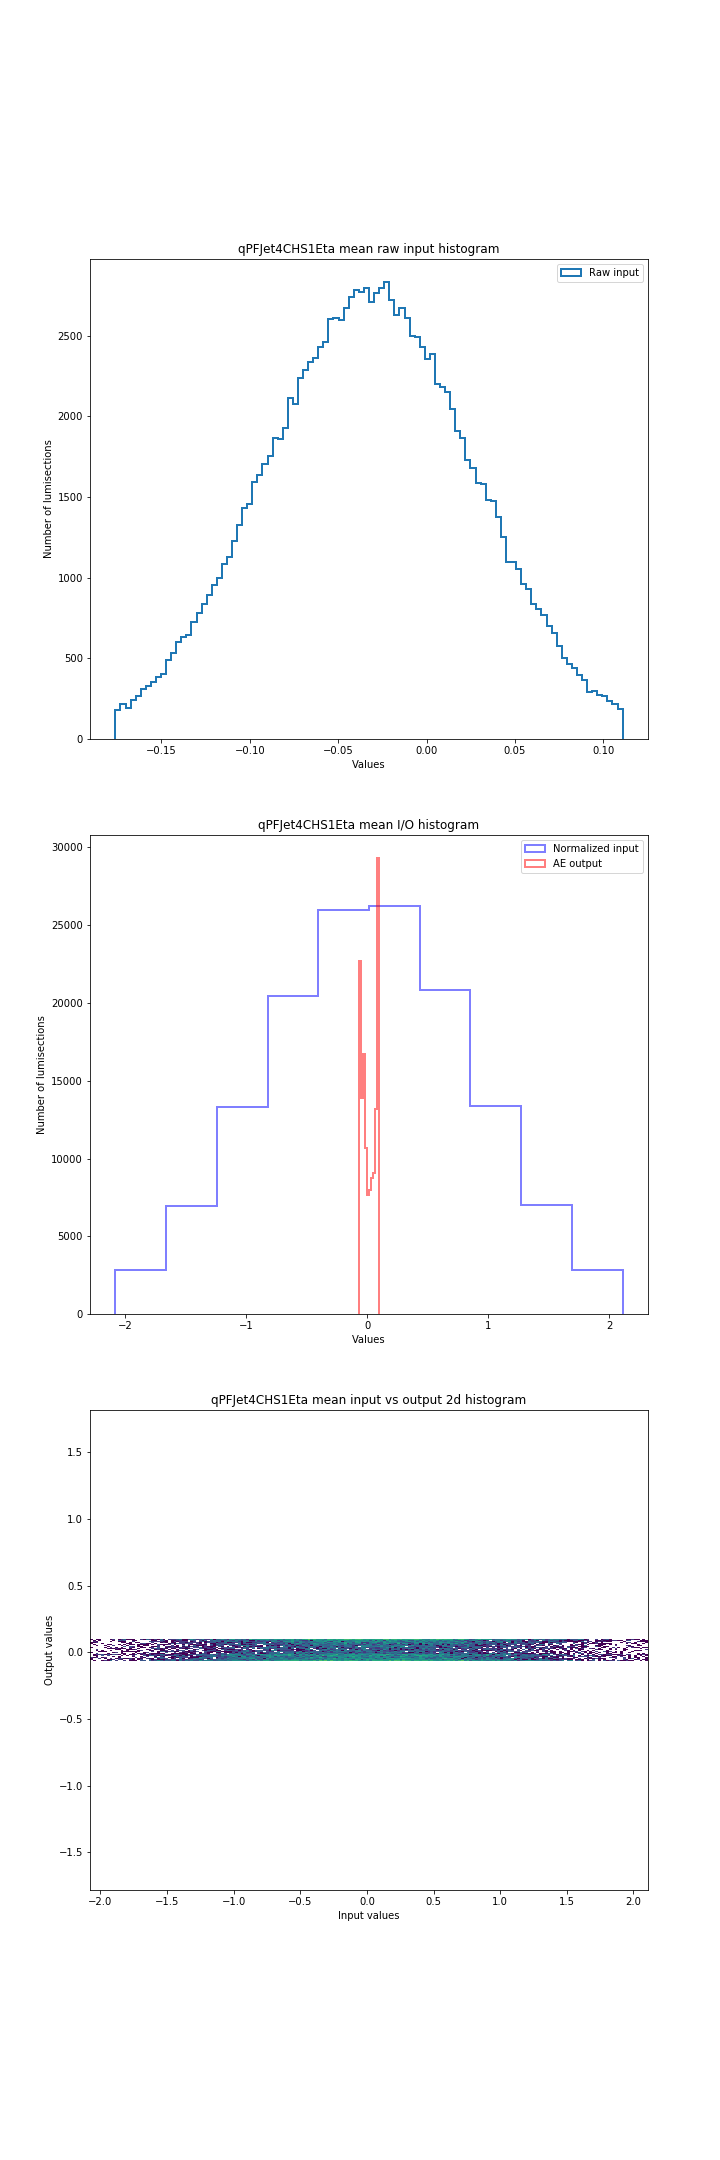 qPFJet4CHS1Eta mean raw input histogram
Raw input
Number of lumisections
2500
2000
1500
1000
500
0
−0.15 −0.10 −0.05 0.00 0.05 0.10
Values
qPFJet4CHS1Eta mean I/O histogram
Normalized input
AE output
Number of lumisections
30000
25000
20000
15000
10000
5000
0
−2 −1 0 1 2
Values
qPFJet4CHS1Eta mean input vs output 2d histogram
Output values
1.5
1.0
0.5
0.0
−0.5
−1.0
−1.5
−2.0 −1.5 −1.0 −0.5 0.0 0.5 1.0 1.5 2.0
Input values